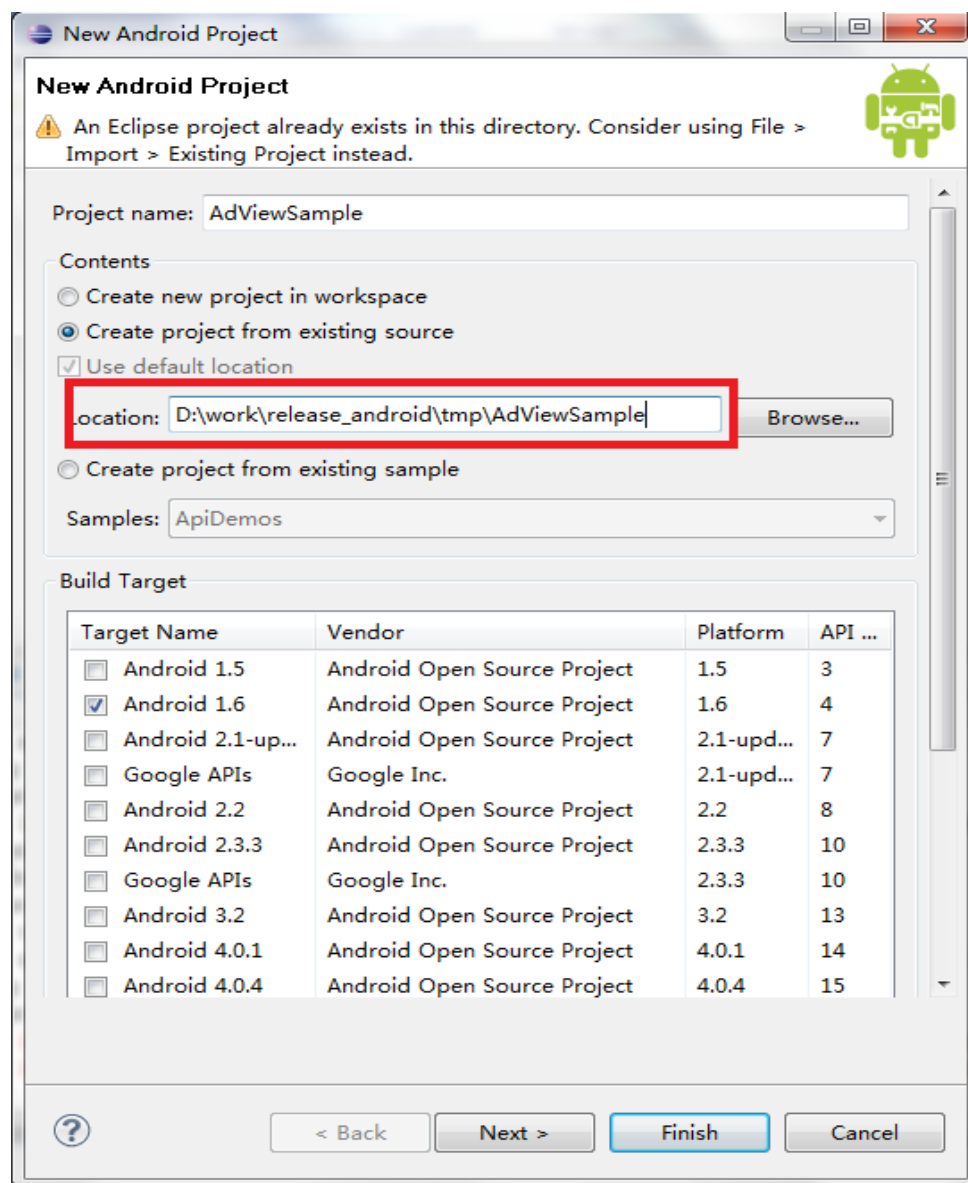 New Android Project
New Android Project
An Eclipse project already exists in this directory. Consider using File >
Import > Existing Project instead.
Project name: AdViewSample
Contents
Create new project in workspace
Create project from existing source
Use default location
Location: D:\work\release_android\tmp\AdViewSample Browse...
Create project from existing sample
Samples: ApiDemos
Build Target
Target Name Vendor Platform API ...
Android 1.5 Android Open Source Project 1.5 3
Android 1.6 Android Open Source Project 1.6 4
Android 2.1-up... Android Open Source Project 2.1-upd... 7
Google APIs Google Inc. 2.1-upd... 7
Android 2.2 Android Open Source Project 2.2 8
Android 2.3.3 Android Open Source Project 2.3.3 10
Google APIs Google Inc. 2.3.3 10
Android 3.2 Android Open Source Project 3.2 13
Android 4.0.1 Android Open Source Project 4.0.1 14
Android 4.0.4 Android Open Source Project 4.0.4 15
? < Back Next > Finish Cancel